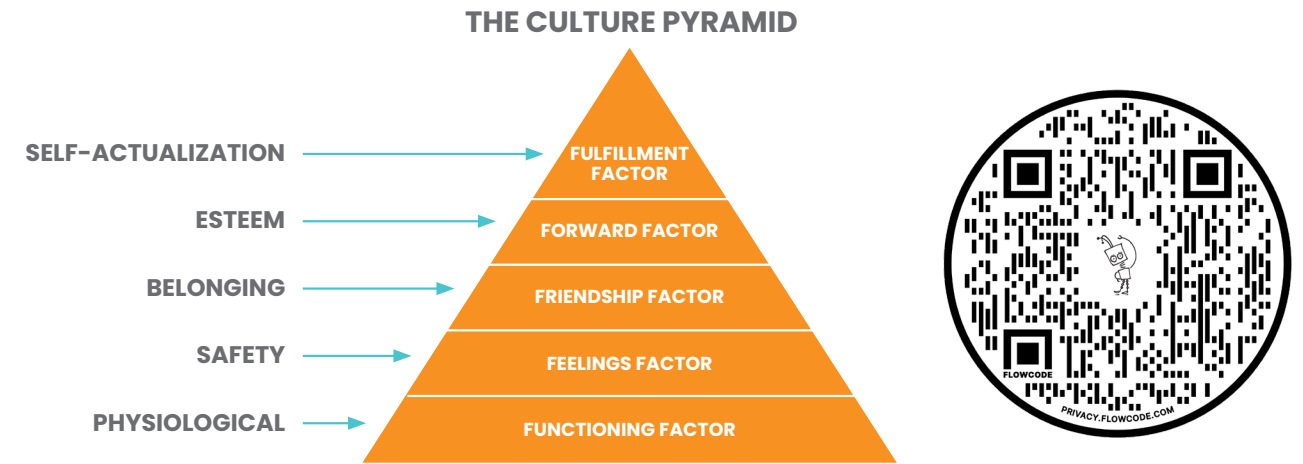 THE CULTURE PYRAMID
SELF-ACTUALIZATION
FULFILLMENT
FACTOR
ESTEEM
FORWARD FACTOR
BELONGING
FRIENDSHIP FACTOR
SAFETY
FEELINGS FACTOR
PHYSIOLOGICAL
FUNCTIONING FACTOR
FLOWCODE
PRIVACY.FLOWCODE.COM